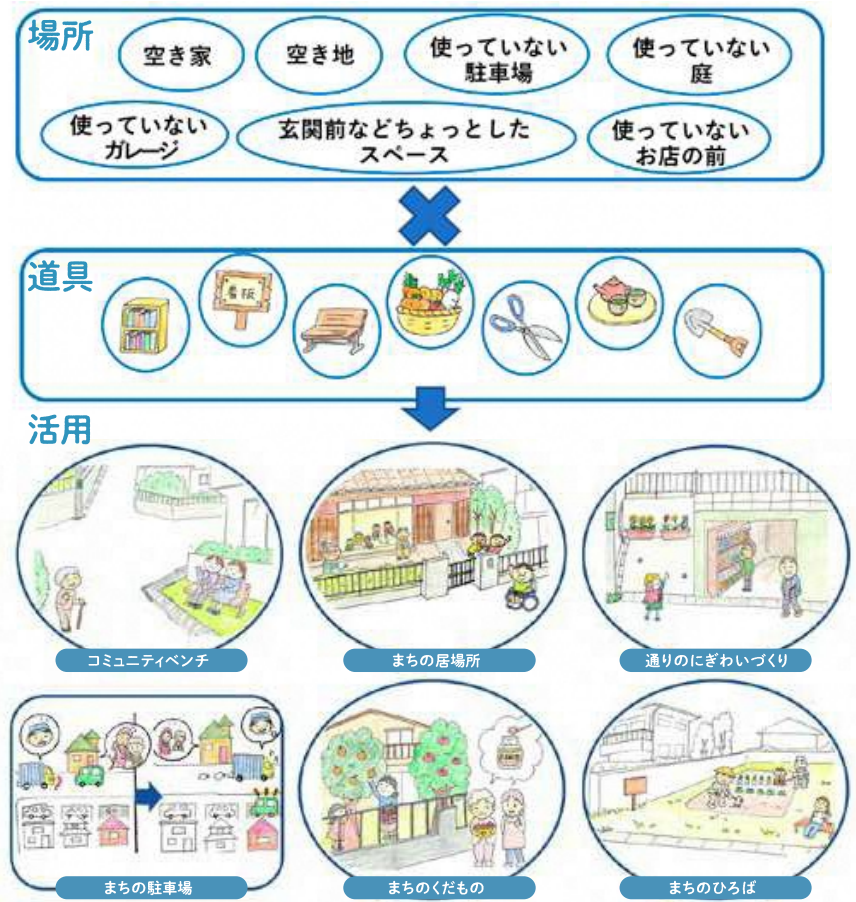 場所
空き家
空き地
使っていない
駐車場
使っていない
庭
使っていない
ガレージ
玄関前などちょっとした
スペース
使っていない
お店の前
道具
看板
活用
コミュニティベンチ
まちの居場所
通りのにぎわいづくり
まちの駐車場
まちのくだもの
まちのひろば